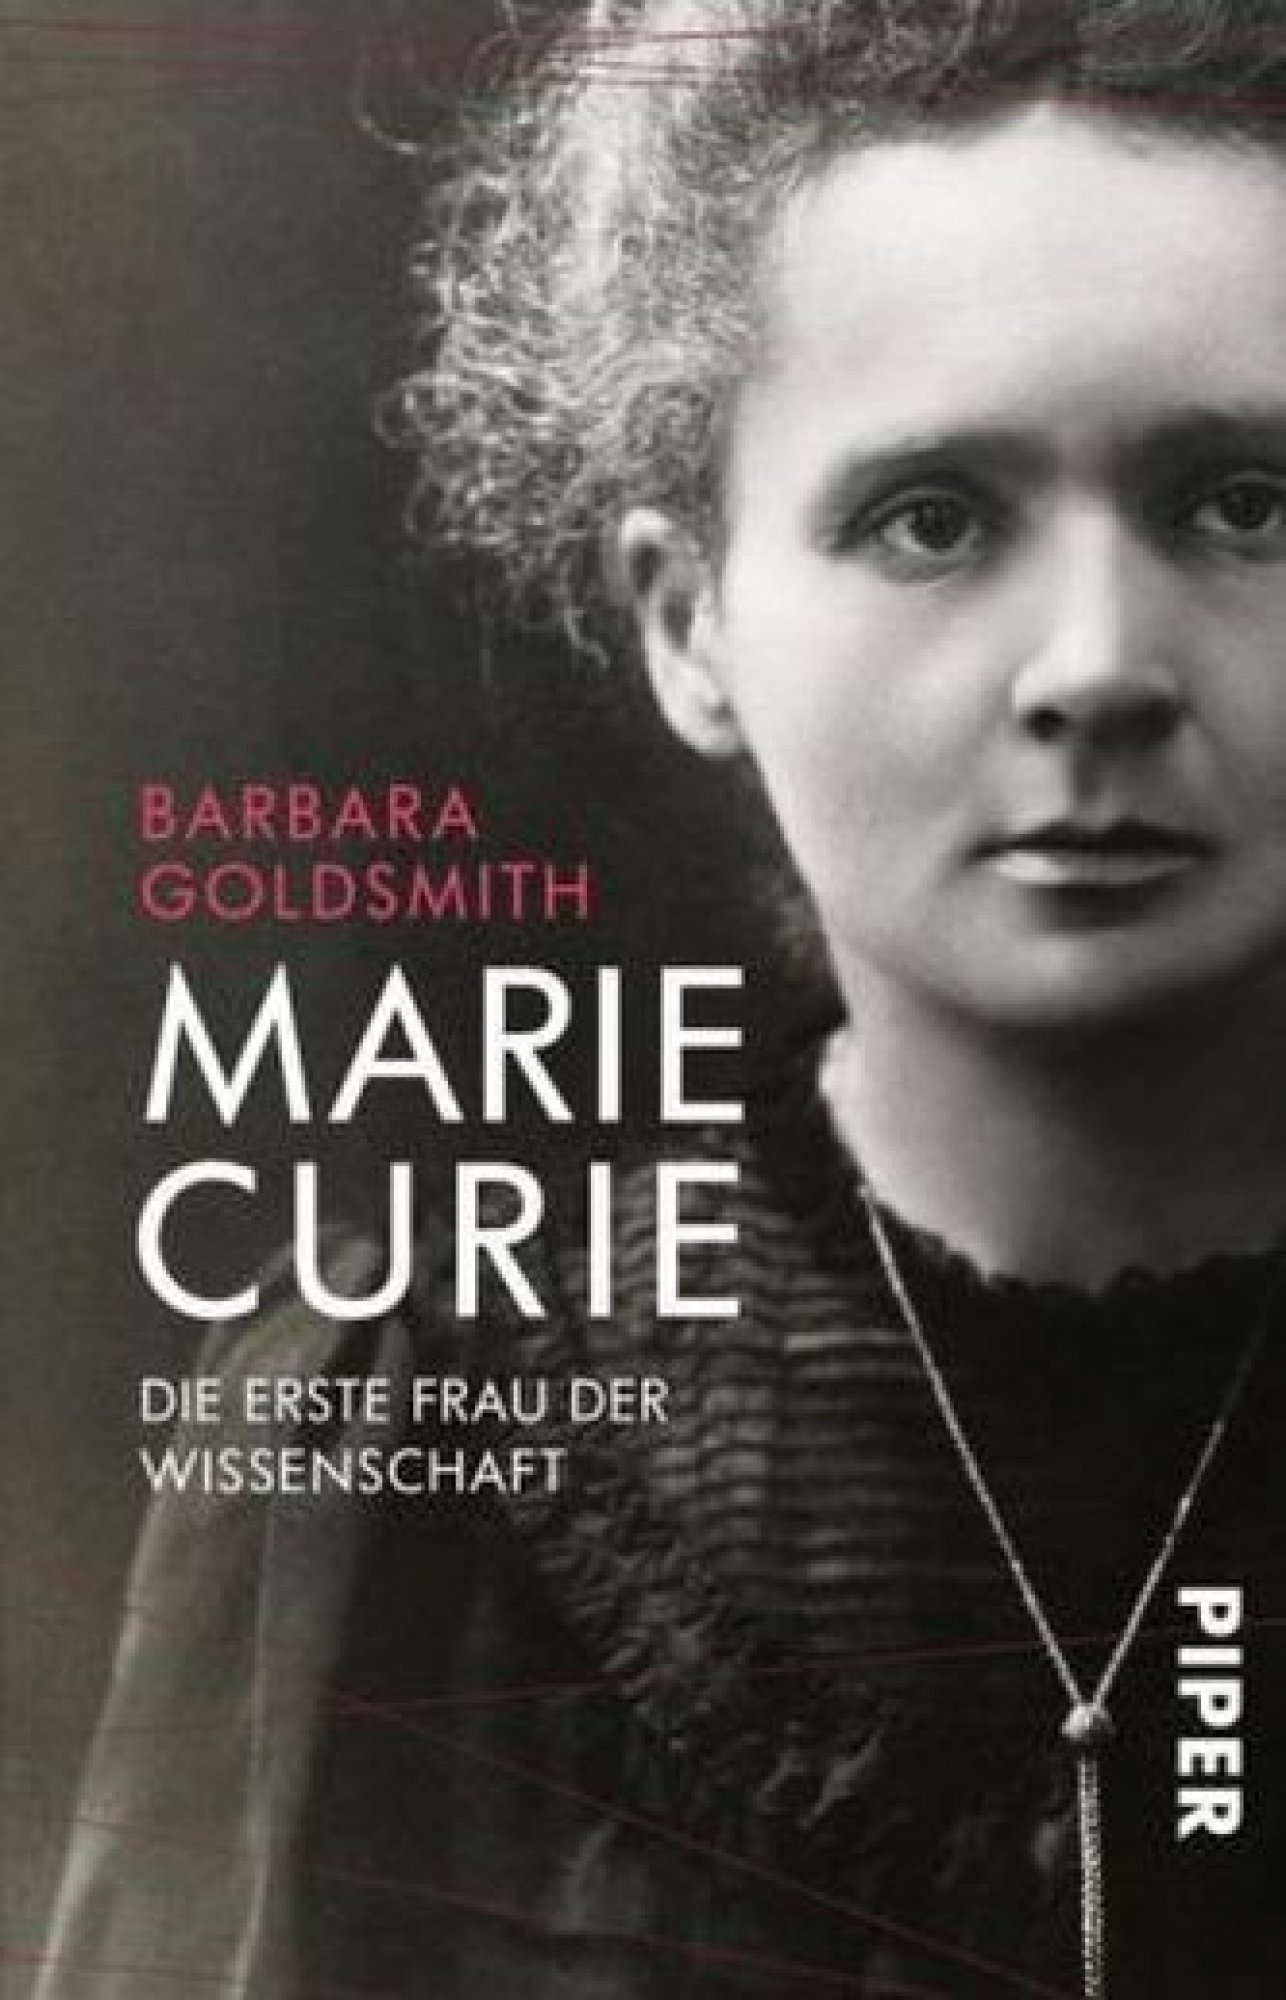 BARBARA
GOLDSMITH
MARIE
CURIE
DIE ERSTE FRAU DER
WISSENSCHAFT
PIPER